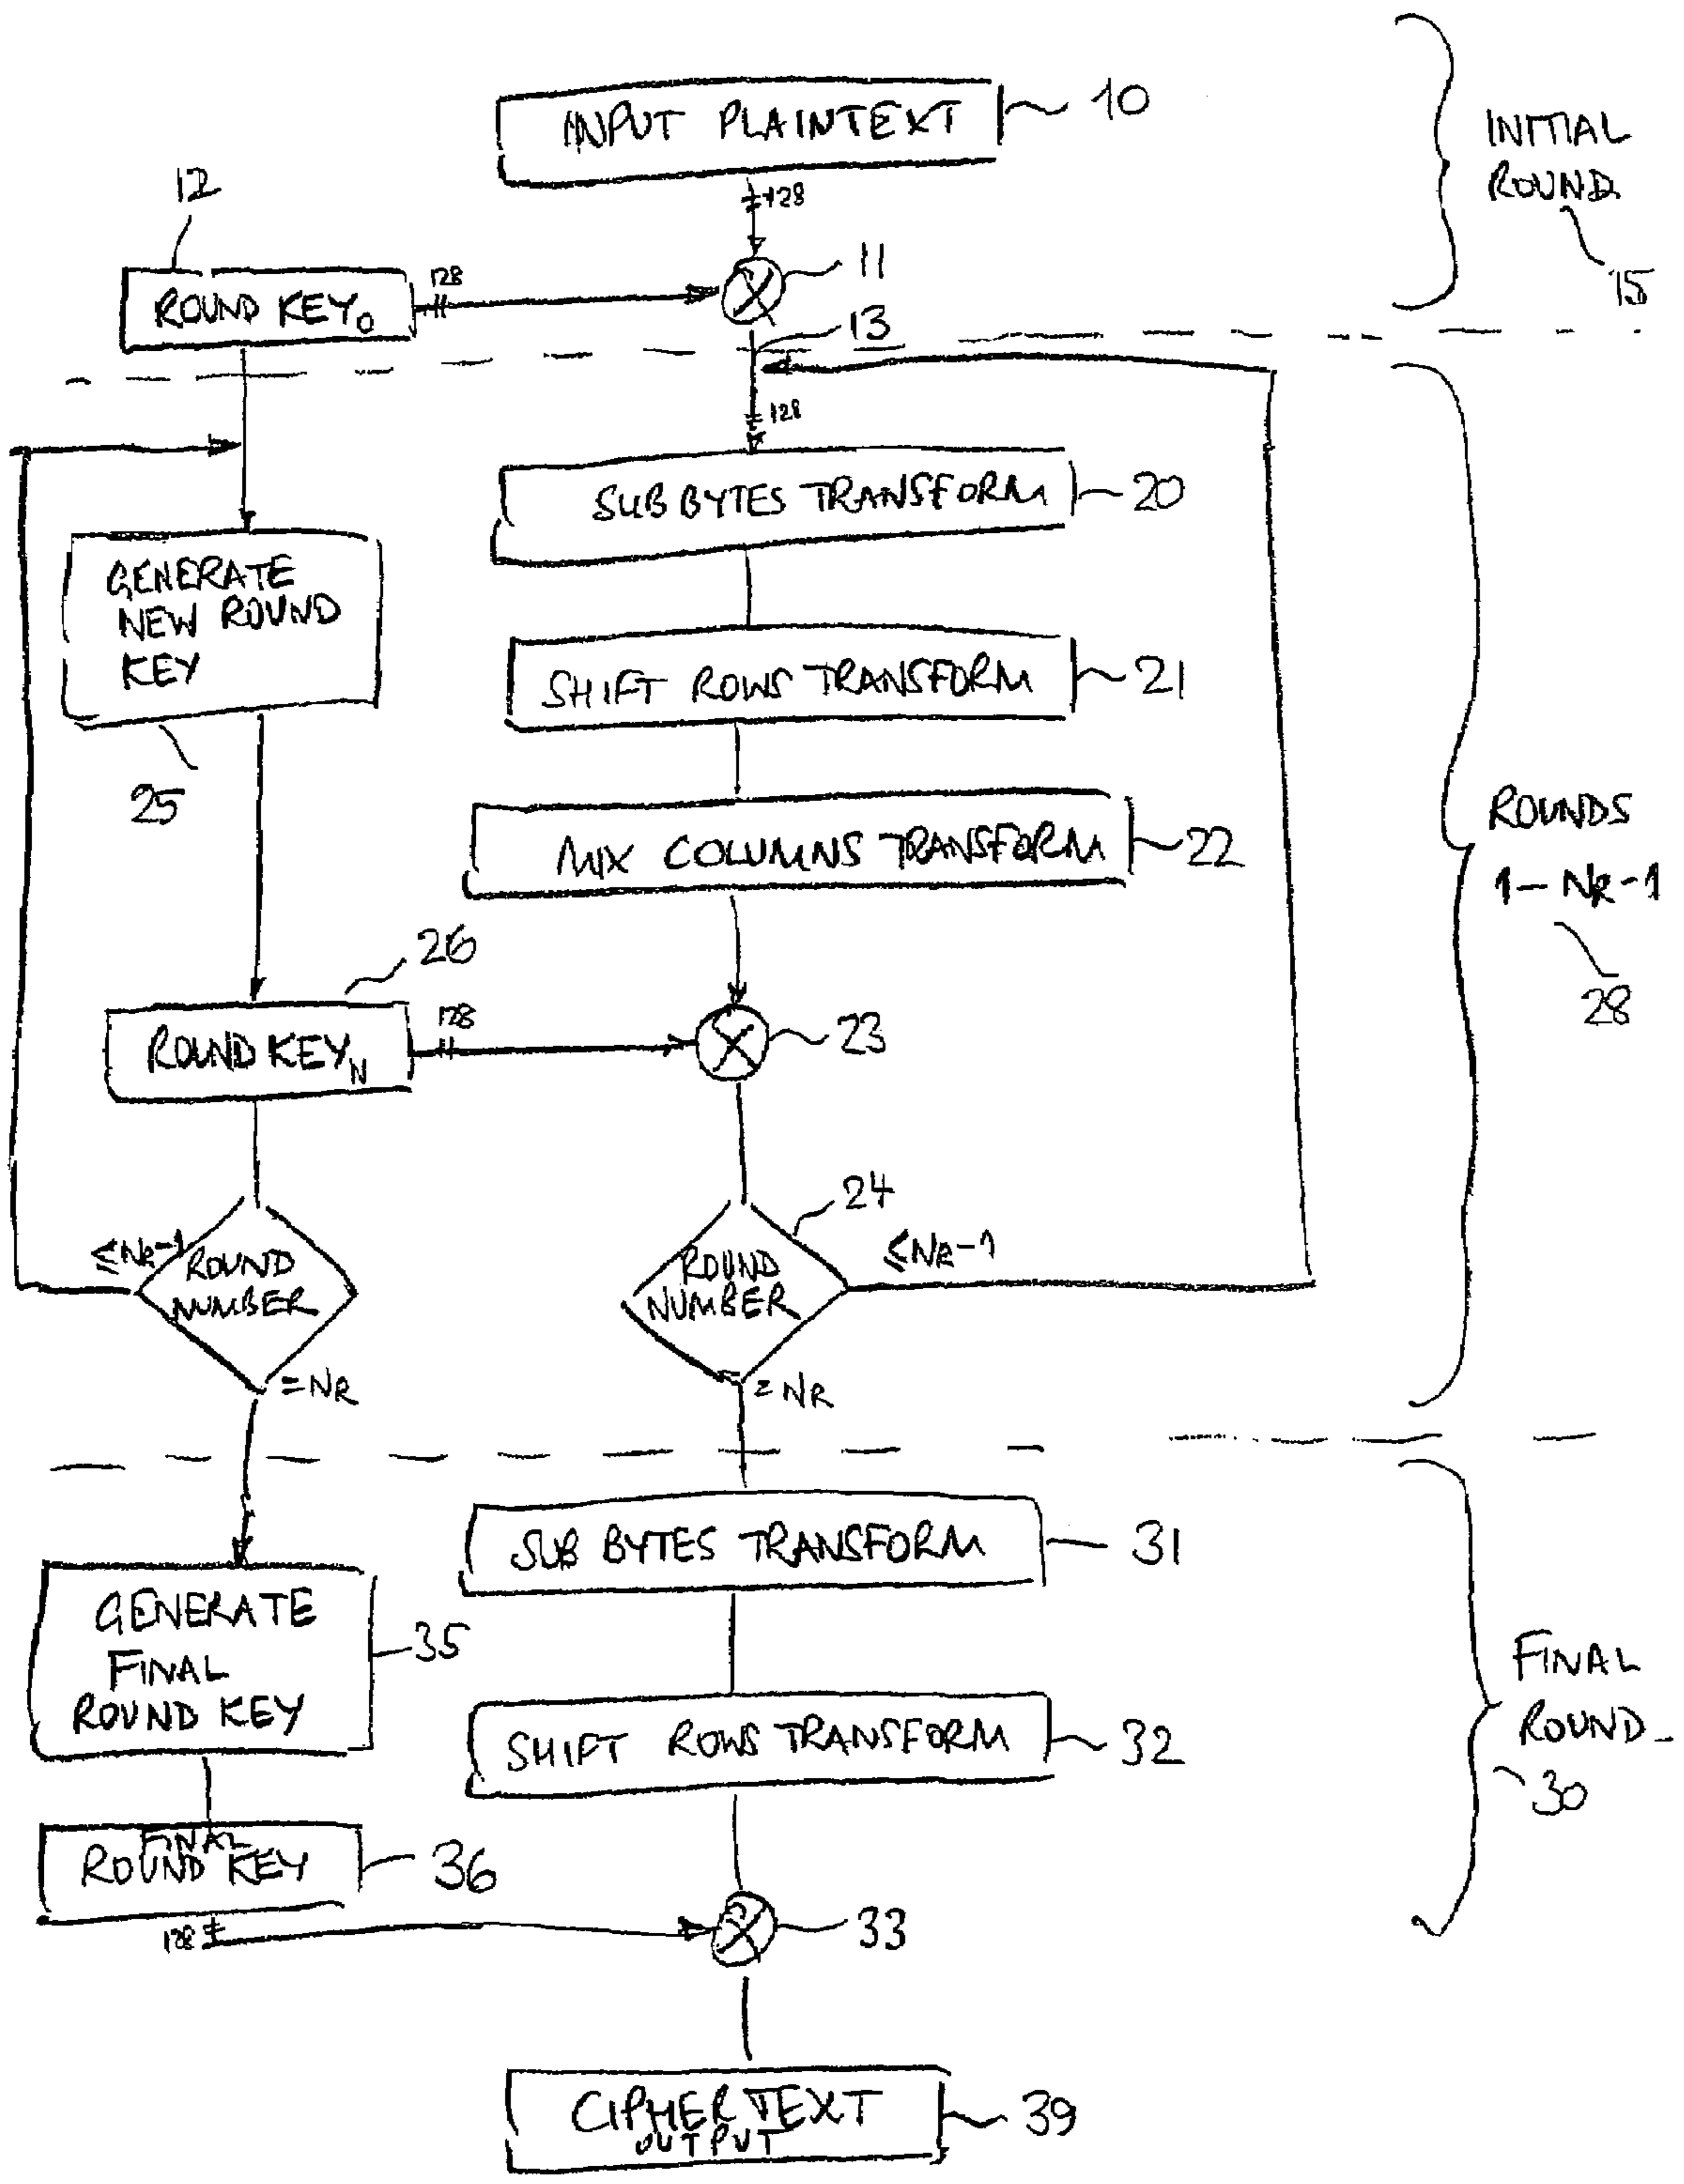 INPUT PLAINTEXT
10
INITIAL
ROUND
15
12
128
11
ROUND KEY0
128
13
128
SUB BYTES TRANSFORM
20
GENERATE
NEW ROUND
KEY
25
SHIFT ROWS TRANSFORM
21
MIX COLUMNS TRANSFORM
22
ROUNDS
1-NR-1
28
26
ROUND KEYN
128
23
24
≤NR-1
ROUND
NUMBER
=NR
ROUND
NUMBER
≤NR-1
=NR
SUB BYTES TRANSFORM
31
GENERATE
FINAL
ROUND KEY
35
SHIFT ROWS TRANSFORM
32
FINAL
ROUND
30
FINAL
ROUND KEY
36
128
33
CIPHER TEXT
OUTPUT
39